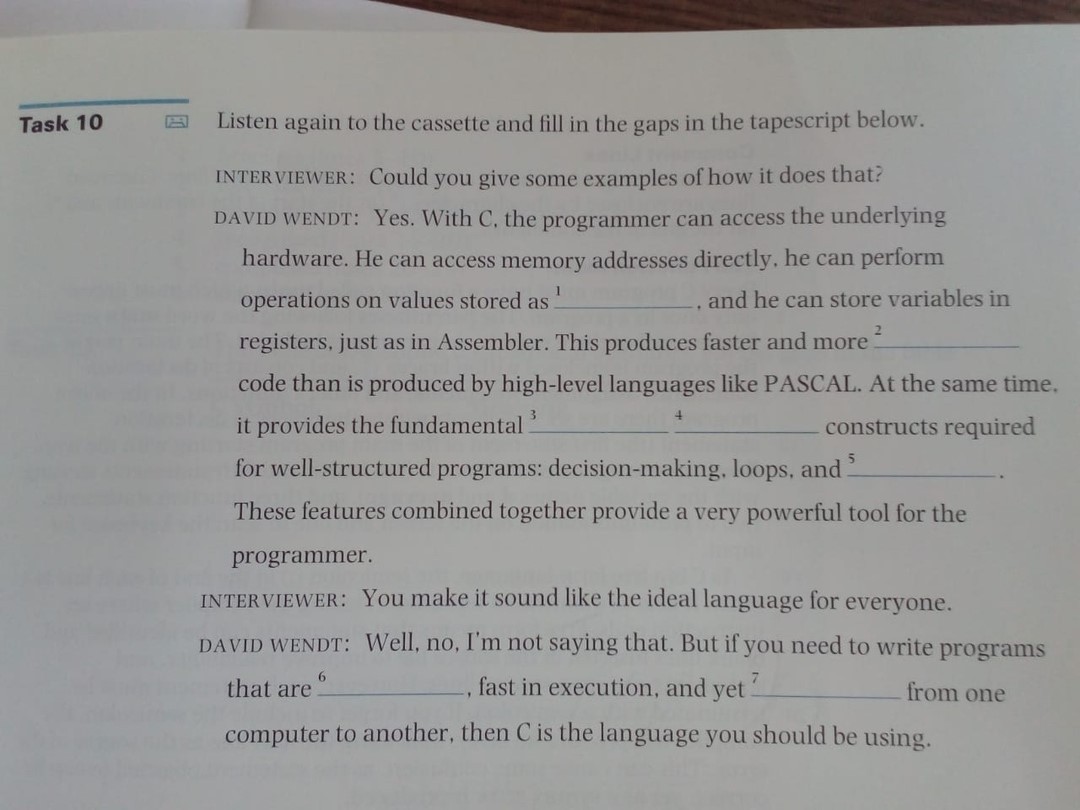 Task 10 Listen again to the cassette and fill in the gaps in the tapescript below.
INTERVIEWER: Could you give some examples of how it does that?
DAVID WENDT: Yes. With C, the programmer can access the underlying
hardware. He can access memory addresses directly, he can perform
operations on values stored as 1 , and he can store variables in
registers, just as in Assembler. This produces faster and more 2
code than is produced by high-level languages like PASCAL. At the same time,
it provides the fundamental 3 4 constructs required
for well-structured programs: decision-making, loops, and 5 .
These features combined together provide a very powerful tool for the
programmer.
INTERVIEWER: You make it sound like the ideal language for everyone.
DAVID WENDT: Well, no, I'm not saying that. But if you need to write programs
that are 6 , fast in execution, and yet 7 from one
computer to another, then C is the language you should be using.